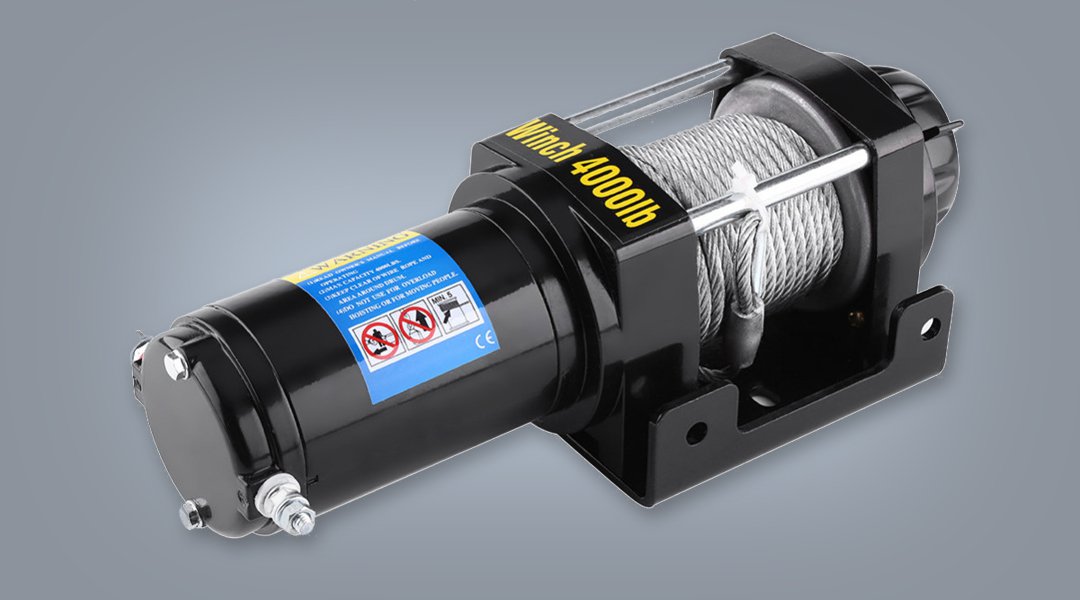 Winch 4000lb
WARNING
(1)READ OWNER'S MANUAL BEFORE
OPERATING
(2)MAX CAPACITY 4000LBS.
(3)KEEP CLEAR OF WIRE ROPE AND
AREA AROUND DRUM.
(4)DO NOT USE FOR OVERLOAD
HOISTING OR FOR MOVING PEOPLE.
MIN. 5
CE